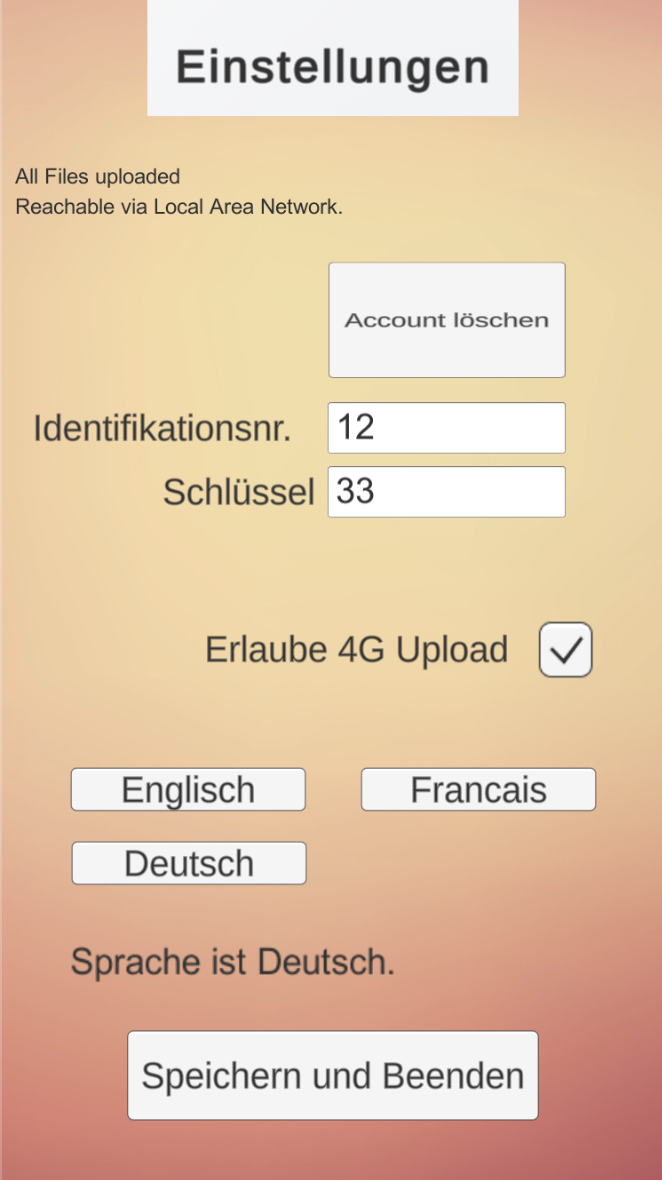 Einstellungen
All Files uploaded
Reachable via Local Area Network.
Account löschen
Identifikationsnr. 12
Schlüssel 33
Erlaube 4G Upload
Englisch Francais
Deutsch
Sprache ist Deutsch.
Speichern und Beenden